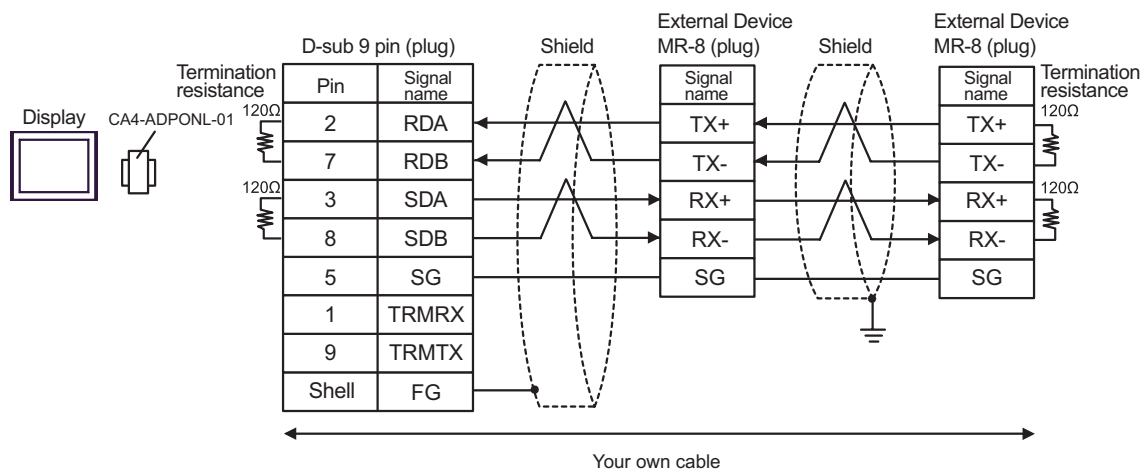 External Device
MR-8 (plug)
External Device
MR-8 (plug)
D-sub 9 pin (plug)
Shield
Shield
Termination
resistance
Pin
Signal
name
Signal
name
Signal
name
Termination
resistance
Display
CA4-ADPONL-01
120Ω
2
RDA
TX+
TX+
120Ω
7
RDB
TX-
TX-
120Ω
3
SDA
RX+
RX+
120Ω
8
SDB
RX-
RX-
5
SG
SG
SG
1
TRMRX
9
TRMTX
Shell
FG
Your own cable